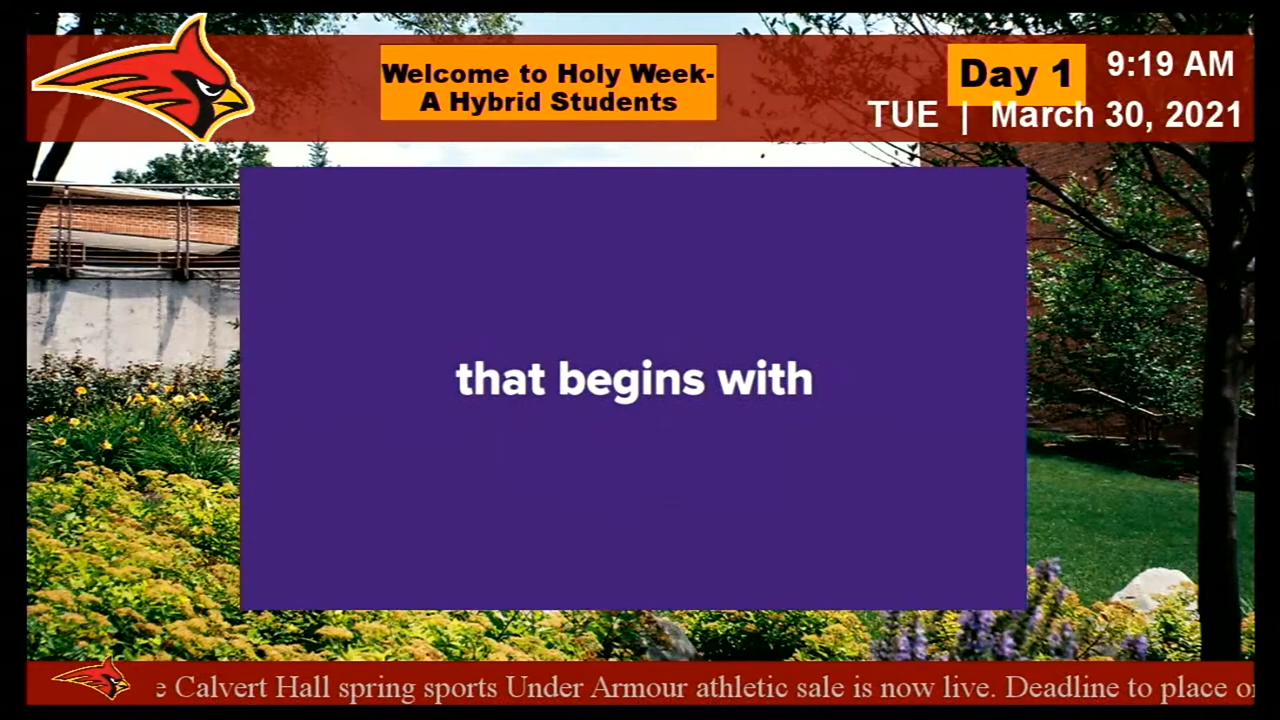 Welcome to Holy Week-
A Hybrid Students
Day 1
9:19 AM
TUE | March 30, 2021
that begins with
Calvert Hall spring sports Under Armour athletic sale is now live. Deadline to place